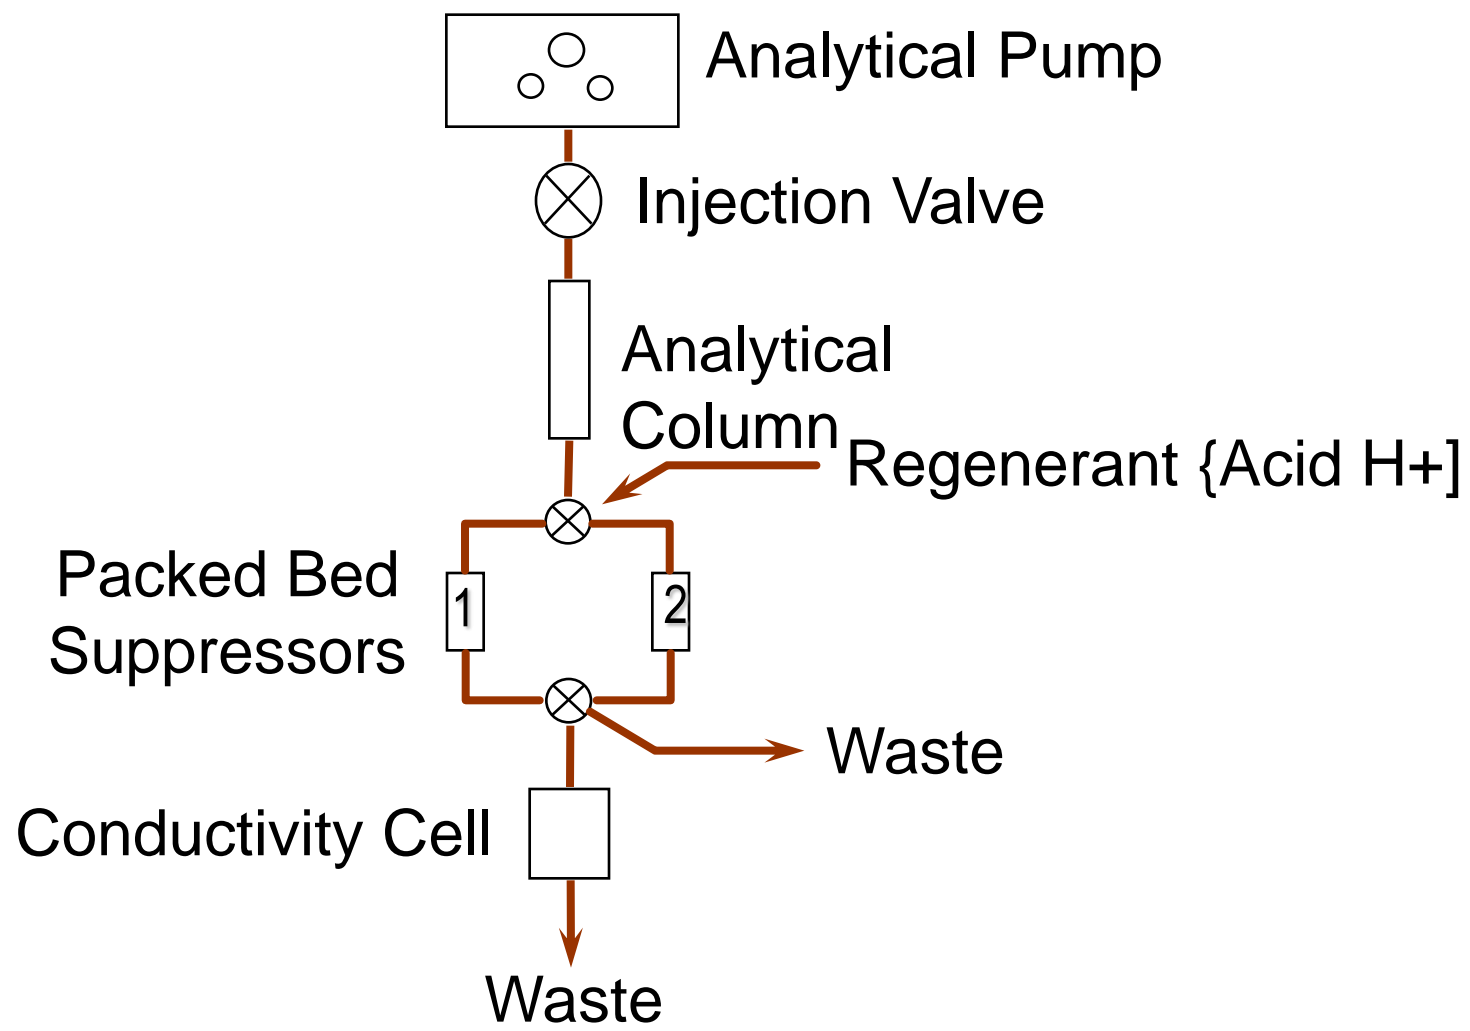 Analytical Pump
Injection Valve
Analytical
Column
Regenerant {Acid H+]
Packed Bed
Suppressors
1
2
Waste
Conductivity Cell
Waste